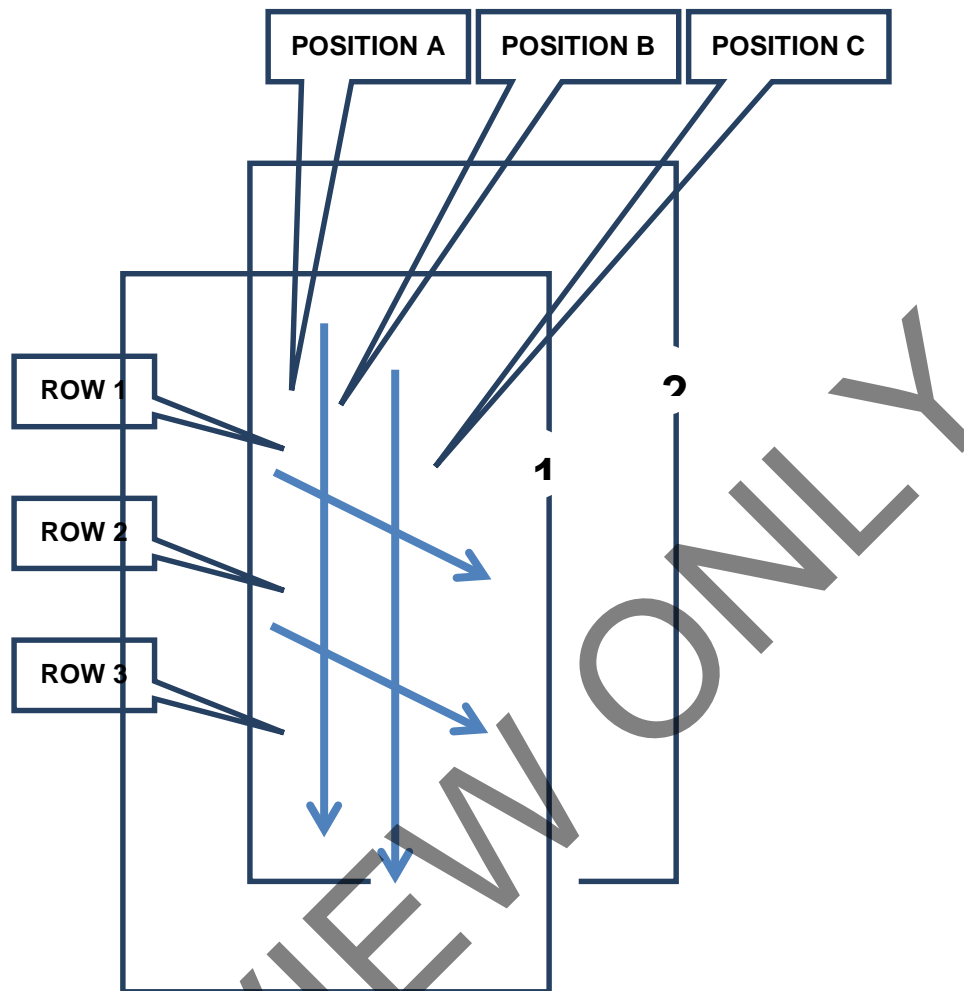 POSITION A
POSITION B
POSITION C
ROW 1
2
1
ROW 2
ROW 3
VIEW ONLY